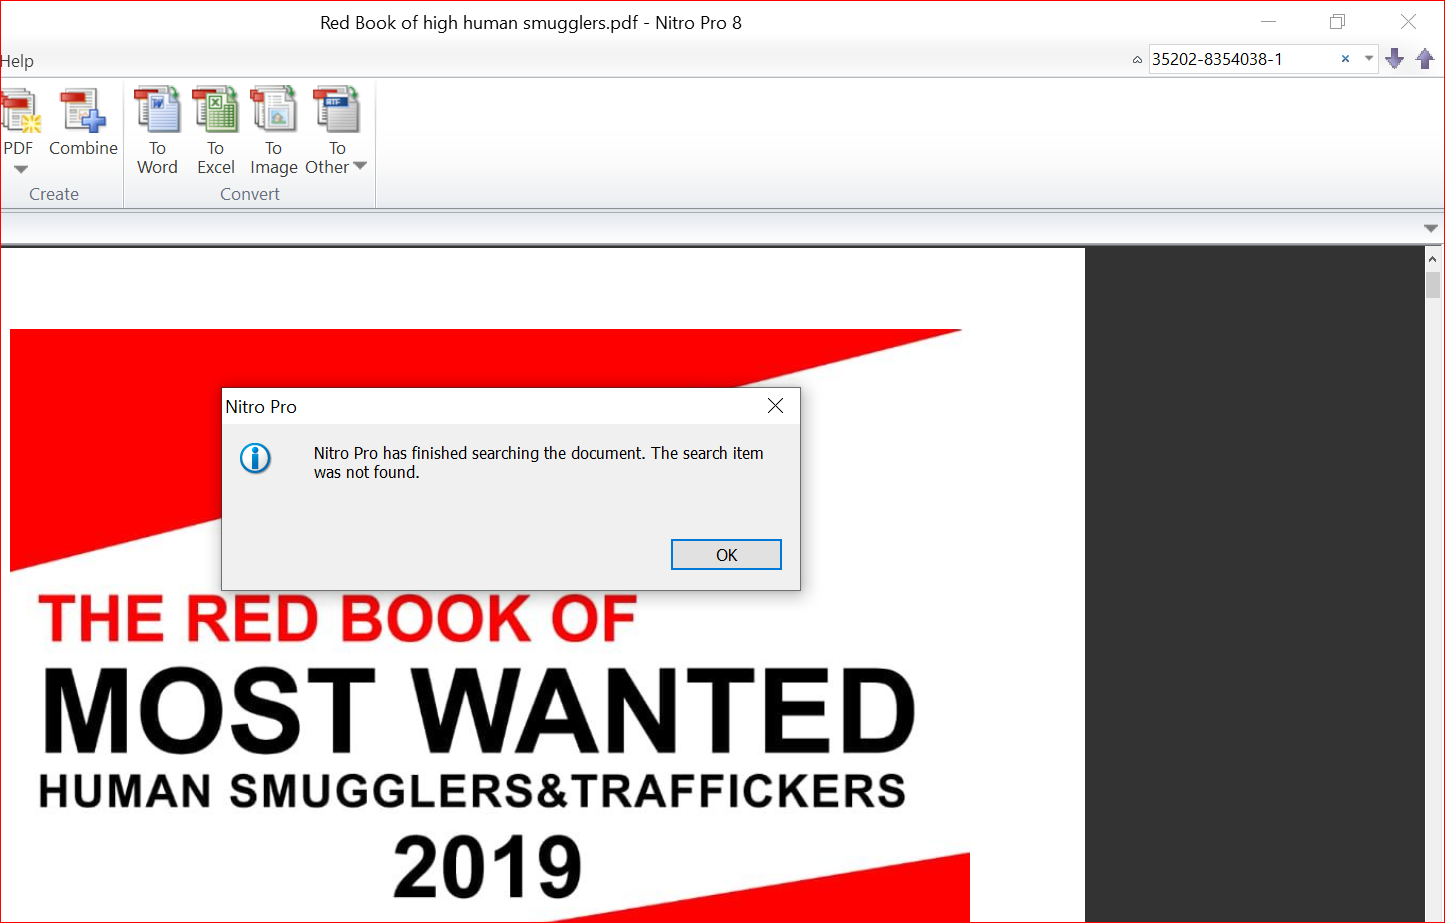 Red Book of high human smugglers.pdf - Nitro Pro 8
Help
35202-8354038-1
PDF
Combine
To Word
To Excel
To Image
To Other
Create
Convert
Nitro Pro
Nitro Pro has finished searching the document. The search item
was not found.
OK
THE RED BOOK OF
MOST WANTED
HUMAN SMUGGLERS&TRAFFICKERS
2019